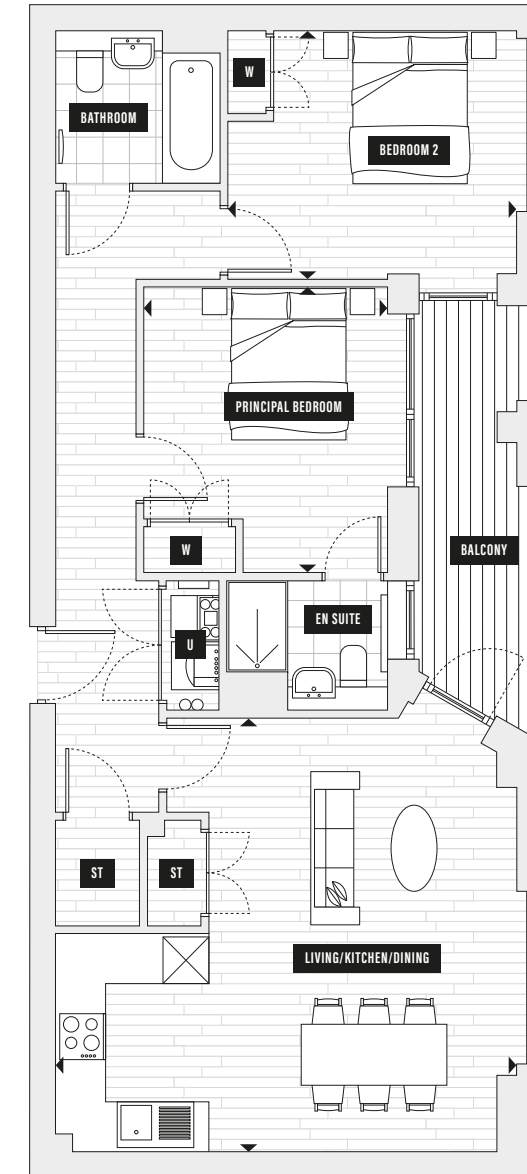 W
BATHROOM
BEDROOM 2
PRINCIPAL BEDROOM
W
BALCONY
EN SUITE
U
ST
ST
LIVING/KITCHEN/DINING